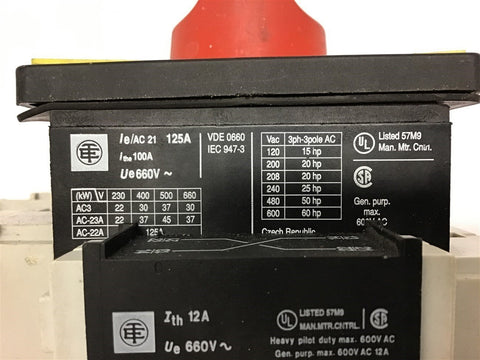 Ie/AC 21 125A
Ithe 100A
Ue 660V ~
VDE 0660
IEC 947-3
(kW) V 230 400 500 660
AC3 22 30 37 30
AC-23A 22 37 45 37
AC-22A 125A
Vac 3ph-3pole AC
120 15 hp
200 20 hp
208 20 hp
240 25 hp
480 50 hp
600 60 hp
Czech Republic
UL Listed 57M9
Man. Mtr. Cntrl.
Gen. purp.
max.
Ith 12A
Ue 660V ~
UL LISTED 57M9
MAN.MTR.CNTRL.
Heavy pilot duty max. 600V AC
Gen. purp. max. 600V AC 12A